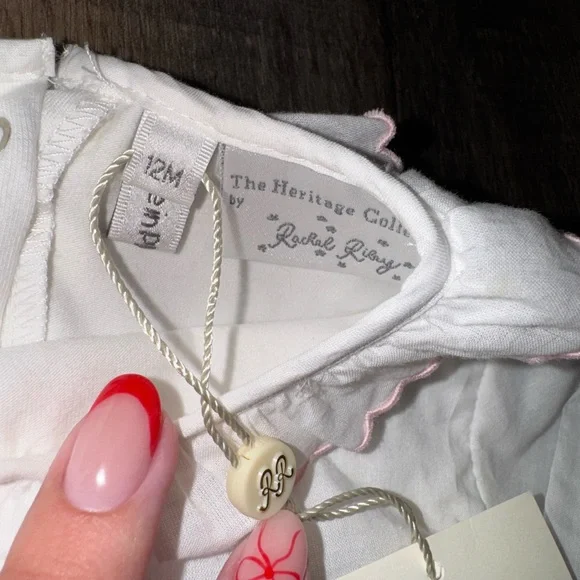 12M
The Heritage Colle
by
Rachel Riley
RR